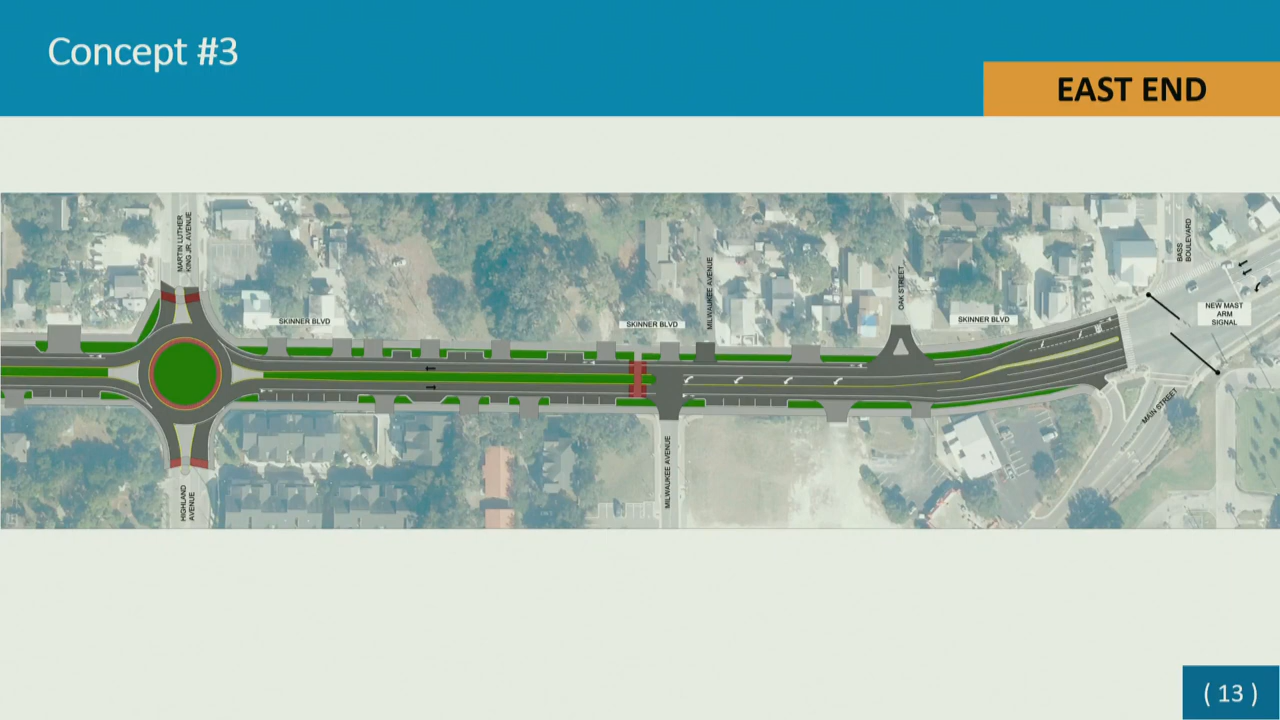 Concept #3
EAST END
MARTIN LUTHER
KING JR. AVENUE
SKINNER BLVD
SKINNER BLVD
MILWAUKEE AVENUE
OAK STREET
SKINNER BLVD
BASS
BOULEVARD
NEW MAST
ARM
SIGNAL
MAIN STREET
HIGHLAND
AVENUE
MILWAUKEE AVENUE
( 13 )